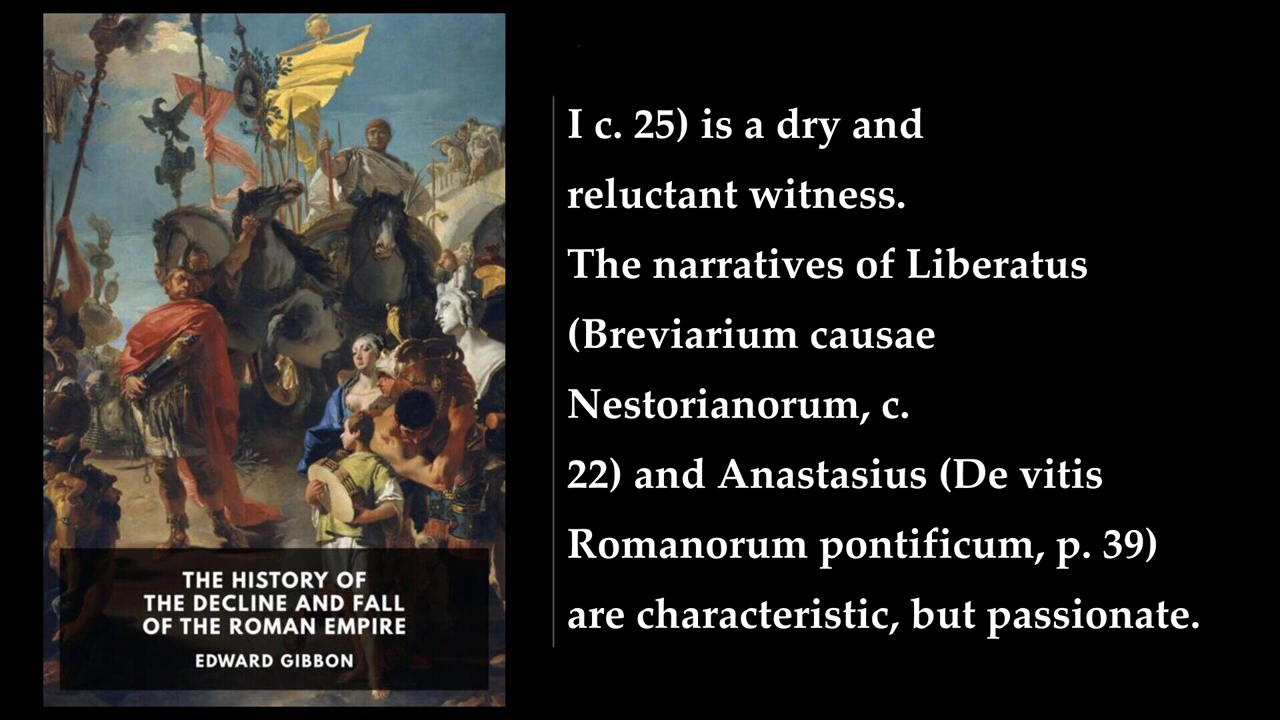 THE HISTORY OF
THE DECLINE AND FALL
OF THE ROMAN EMPIRE
EDWARD GIBBON
I c. 25) is a dry and
reluctant witness.
The narratives of Liberatus
(Breviarium causae
Nestorianorum, c.
22) and Anastasius (De vitis
Romanorum pontificum, p. 39)
are characteristic, but passionate.